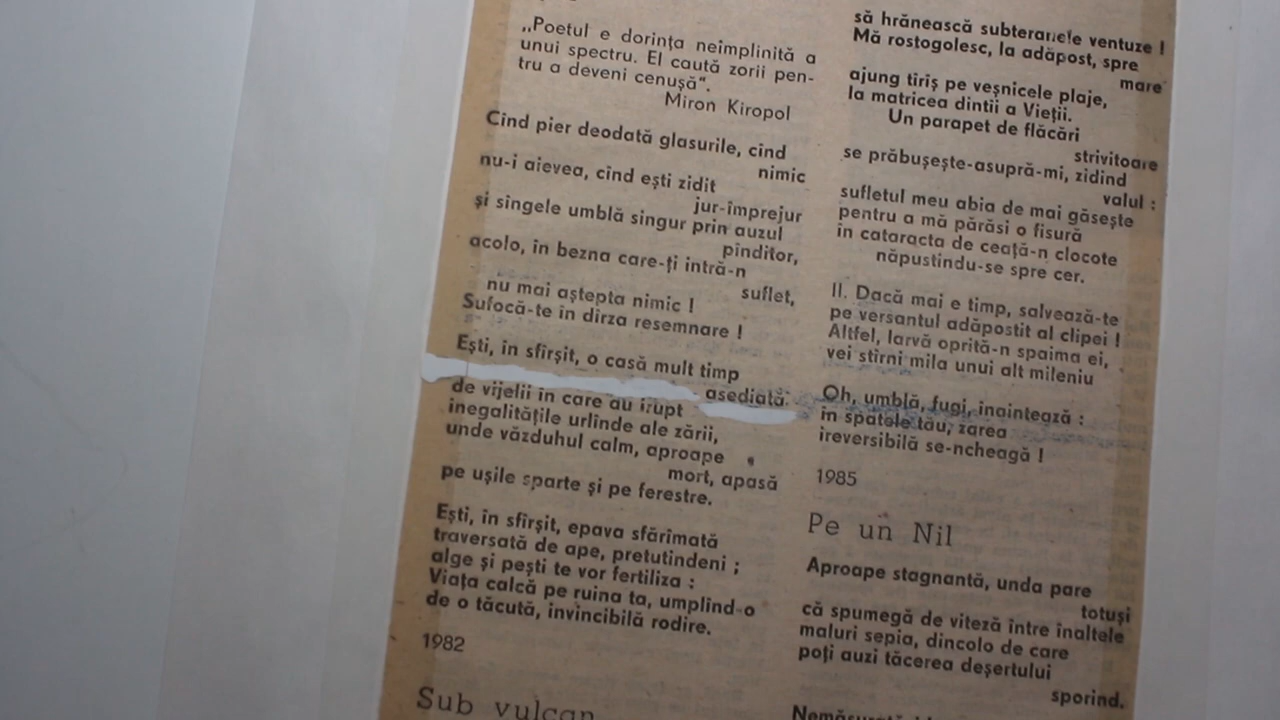 „Poetul e dorința neîmplinită a
unui spectru. El caută zorii pen-
tru a deveni cenușă“.
Miron Kiropol
Cînd pier deodată glasurile, cînd
nimic
nu-i aievea, cînd ești zidit
jur-împrejur
și sîngele umblă singur prin auzul
pînditor,
acolo, în bezna care-ți intră-n
suflet,
nu mai aștepta nimic !
Sufocă-te în dîrza resemnare !
Ești, în sfîrșit, o casă mult timp
asediată
de vijelii în care au irupt
inegalitățile urlînde ale zării,
unde văzduhul calm, aproape
mort, apasă
pe ușile sparte și pe ferestre.
Ești, în sfîrșit, epava sfărîmată
traversată de ape, pretutindeni ;
alge și pești te vor fertiliza :
Viața calcă pe ruina ta, umplînd-o
de o tăcută, invincibilă rodire.
1982
Sub vulcan
să hrănească subteranele ventuze !
Mă rostogolesc, la adăpost, spre
mare
ajung tîrîș pe veșnicele plaje,
la matricea dintîi a Vieții.
Un parapet de flăcări
strivitoare
se prăbușește-asupră-mi, zidind
valul :
sufletul meu abia de mai găsește
pentru a mă părăsi o fisură
în cataracta de ceață-n clocote
năpustindu-se spre cer.
II. Dacă mai e timp, salvează-te
pe versantul adăpostit al clipei !
Altfel, larvă oprită-n spaima ei,
vei stîrni mila unui alt mileniu
Oh, umblă, fugi, înaintează :
în spatele tău, zarea
ireversibilă se-ncheagă !
1985
Pe un Nil
Aproape stagnantă, unda pare
totuși
că spumegă de viteză între înaltele
maluri sepia, dincolo de care
poți auzi tăcerea deșertului
sporind.